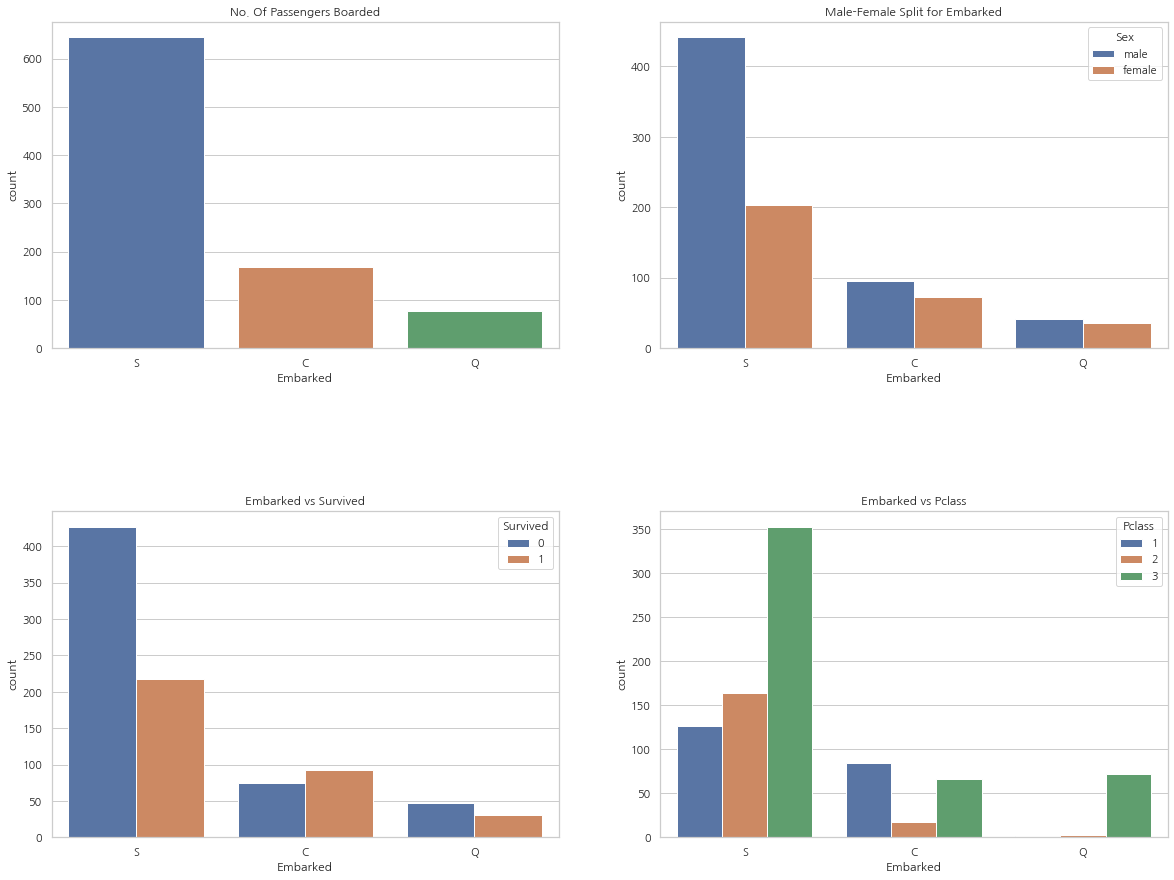 No. Of Passengers Boarded
600
500
400
300
200
100
0
count
S C Q
Embarked
Male-Female Split for Embarked
Sex
male
female
400
300
200
100
0
count
S C Q
Embarked
Embarked vs Survived
Survived
0
1
400
350
300
250
200
150
100
50
0
count
S C Q
Embarked
Embarked vs Pclass
Pclass
1
2
3
350
300
250
200
150
100
50
0
count
S C Q
Embarked